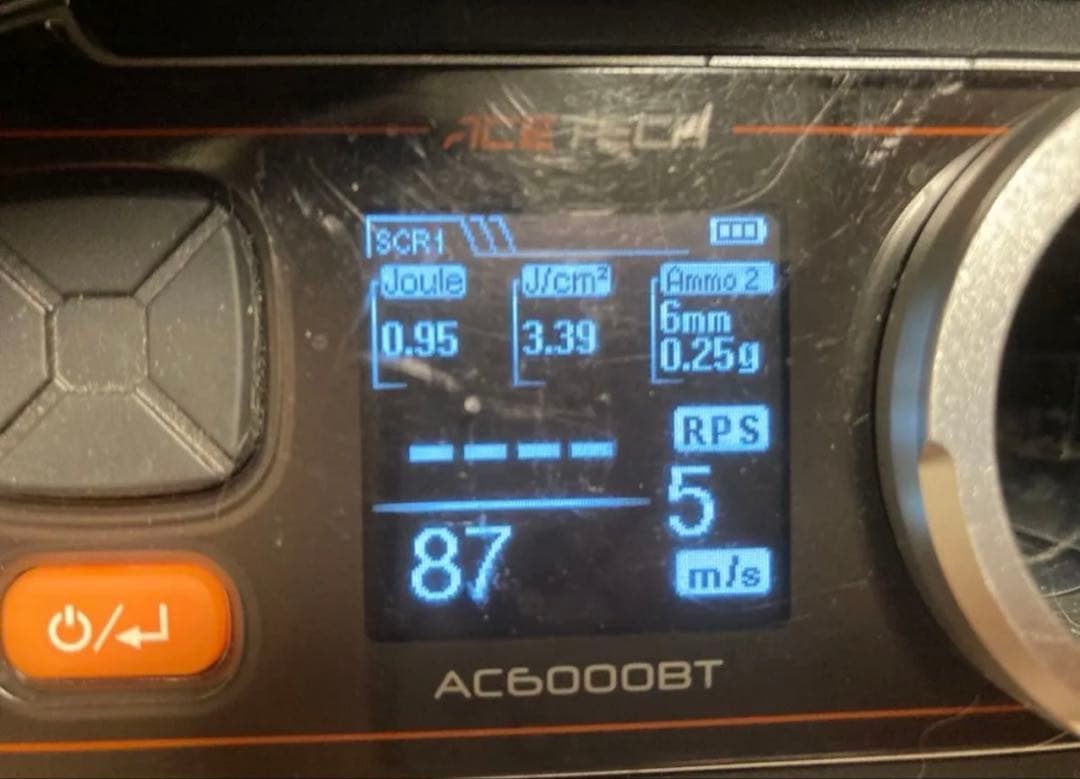 ACETECH
SCR1
Joule
J/cm²
Ammo 2
0.95
3.39
6mm
0.25g
----
RPS
5
87
m/s
AC6000BT